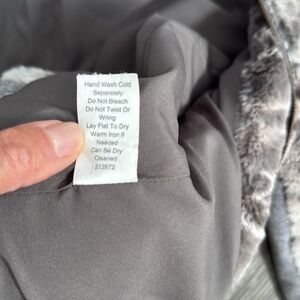 Hand Wash Cold
Separately
Do Not Bleach
Do Not Twist Or
Wring
Lay Flat To Dry
Warm Iron If
Needed
Can Be Dry
Cleaned
212672